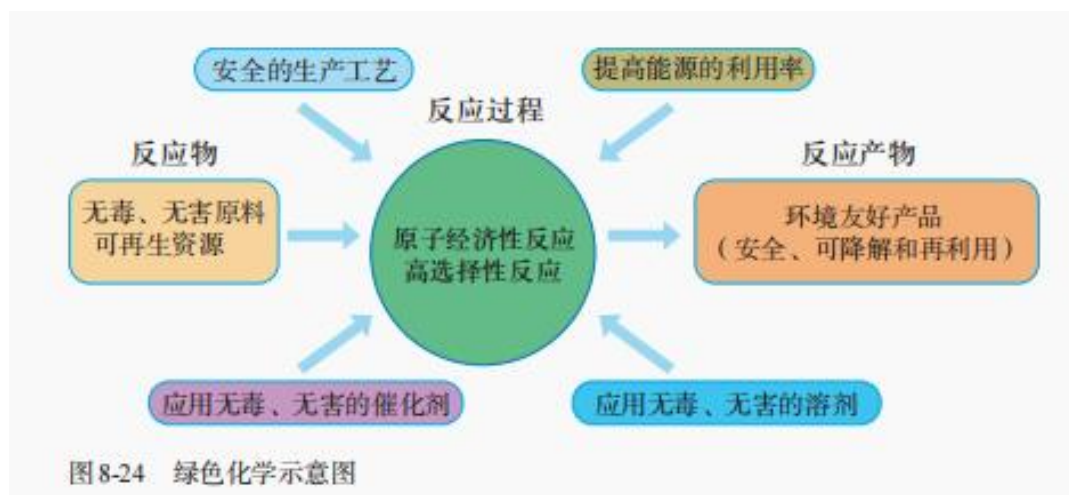 安全的生产工艺
提高能源的利用率
反应过程
反应物
反应产物
无毒、无害原料
可再生资源
原子经济性反应
高选择性反应
环境友好产品
（安全、可降解和再利用）
应用无毒、无害的催化剂
应用无毒、无害的溶剂
图8-24 绿色化学示意图